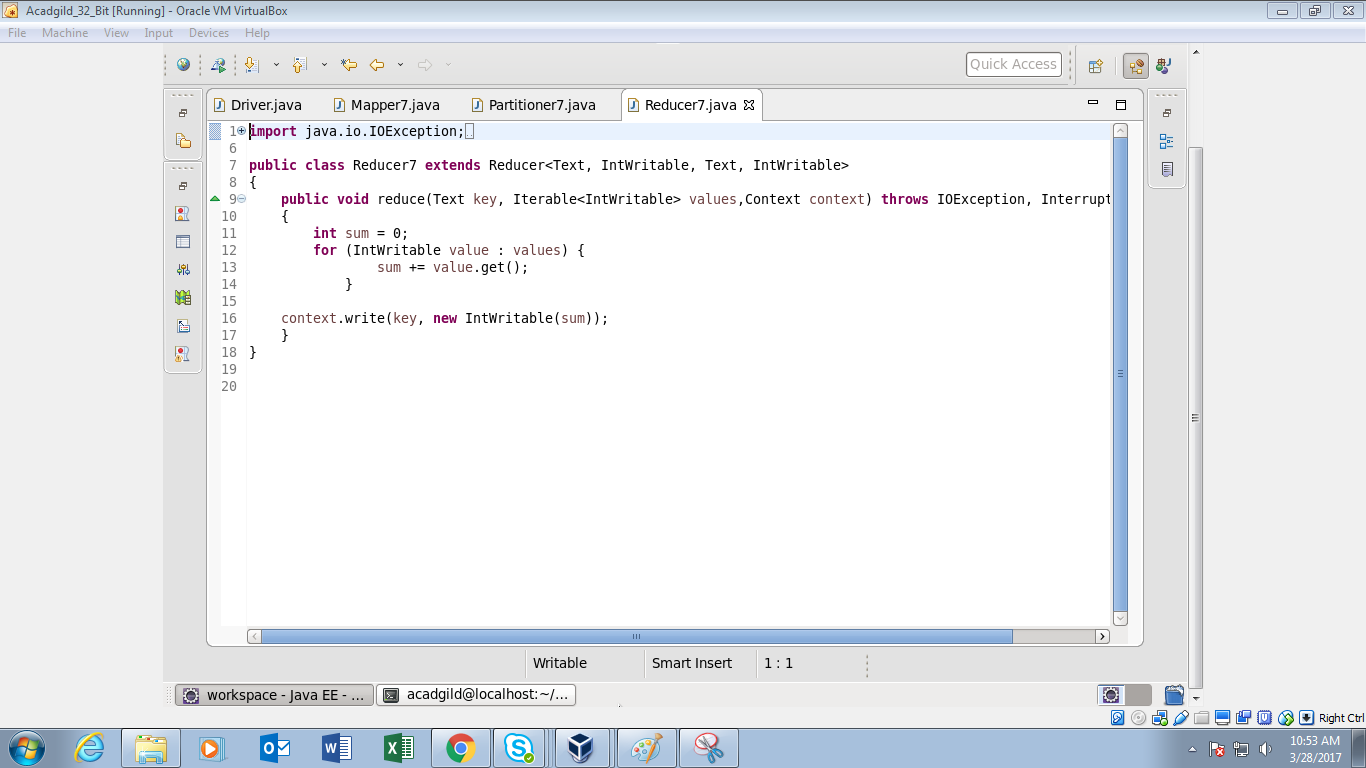 Acadgild_32_Bit [Running] - Oracle VM VirtualBox
File Machine View Input Devices Help
Quick Access
Driver.java Mapper7.java Partitioner7.java Reducer7.java
1 import java.io.IOException;
6
7 public class Reducer7 extends Reducer<Text, IntWritable, Text, IntWritable>
8 {
9 public void reduce(Text key, Iterable<IntWritable> values,Context context) throws IOException, Interrupt
10 {
11 int sum = 0;
12 for (IntWritable value : values) {
13 sum += value.get();
14 }
15
16 context.write(key, new IntWritable(sum));
17 }
18 }
19
20
Writable Smart Insert 1 : 1
workspace - Java EE - ... acadgild@localhost:~/...
Right Ctrl
10:53 AM
3/28/2017